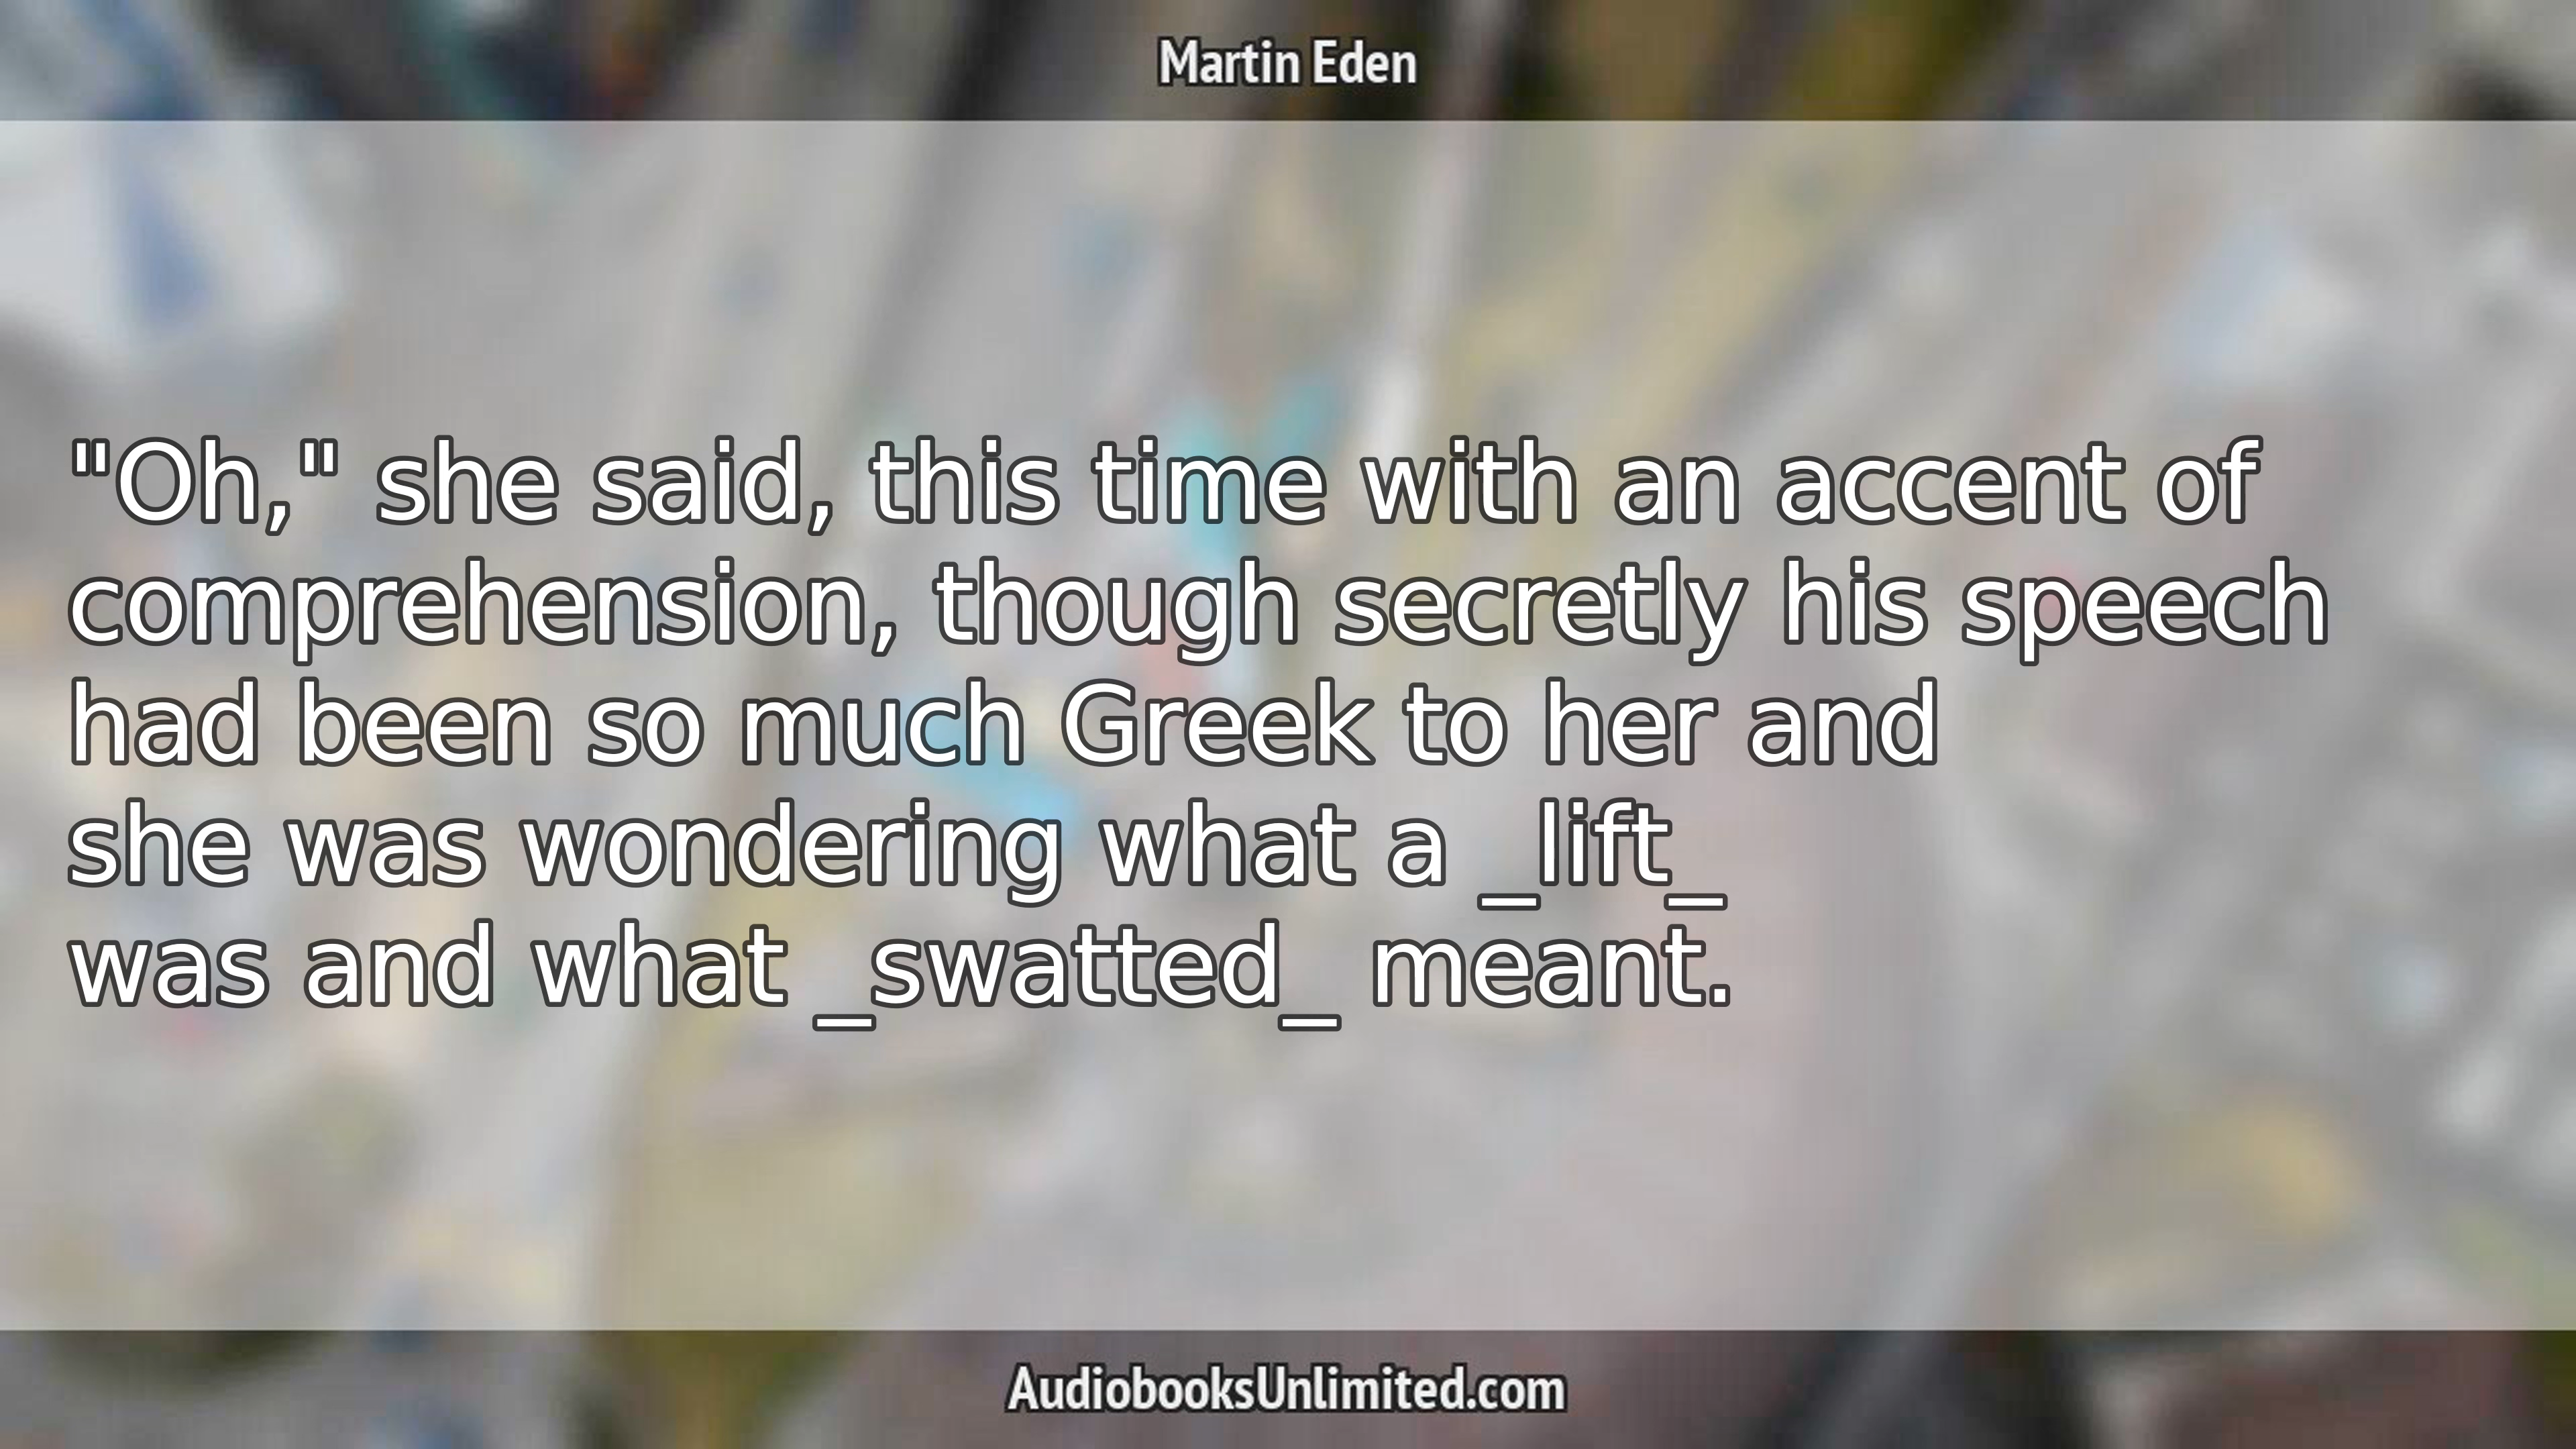 Martin Eden
"Oh," she said, this time with an accent of
comprehension, though secretly his speech
had been so much Greek to her and
she was wondering what a _lift_
was and what _swatted_ meant.
AudiobooksUnlimited.com